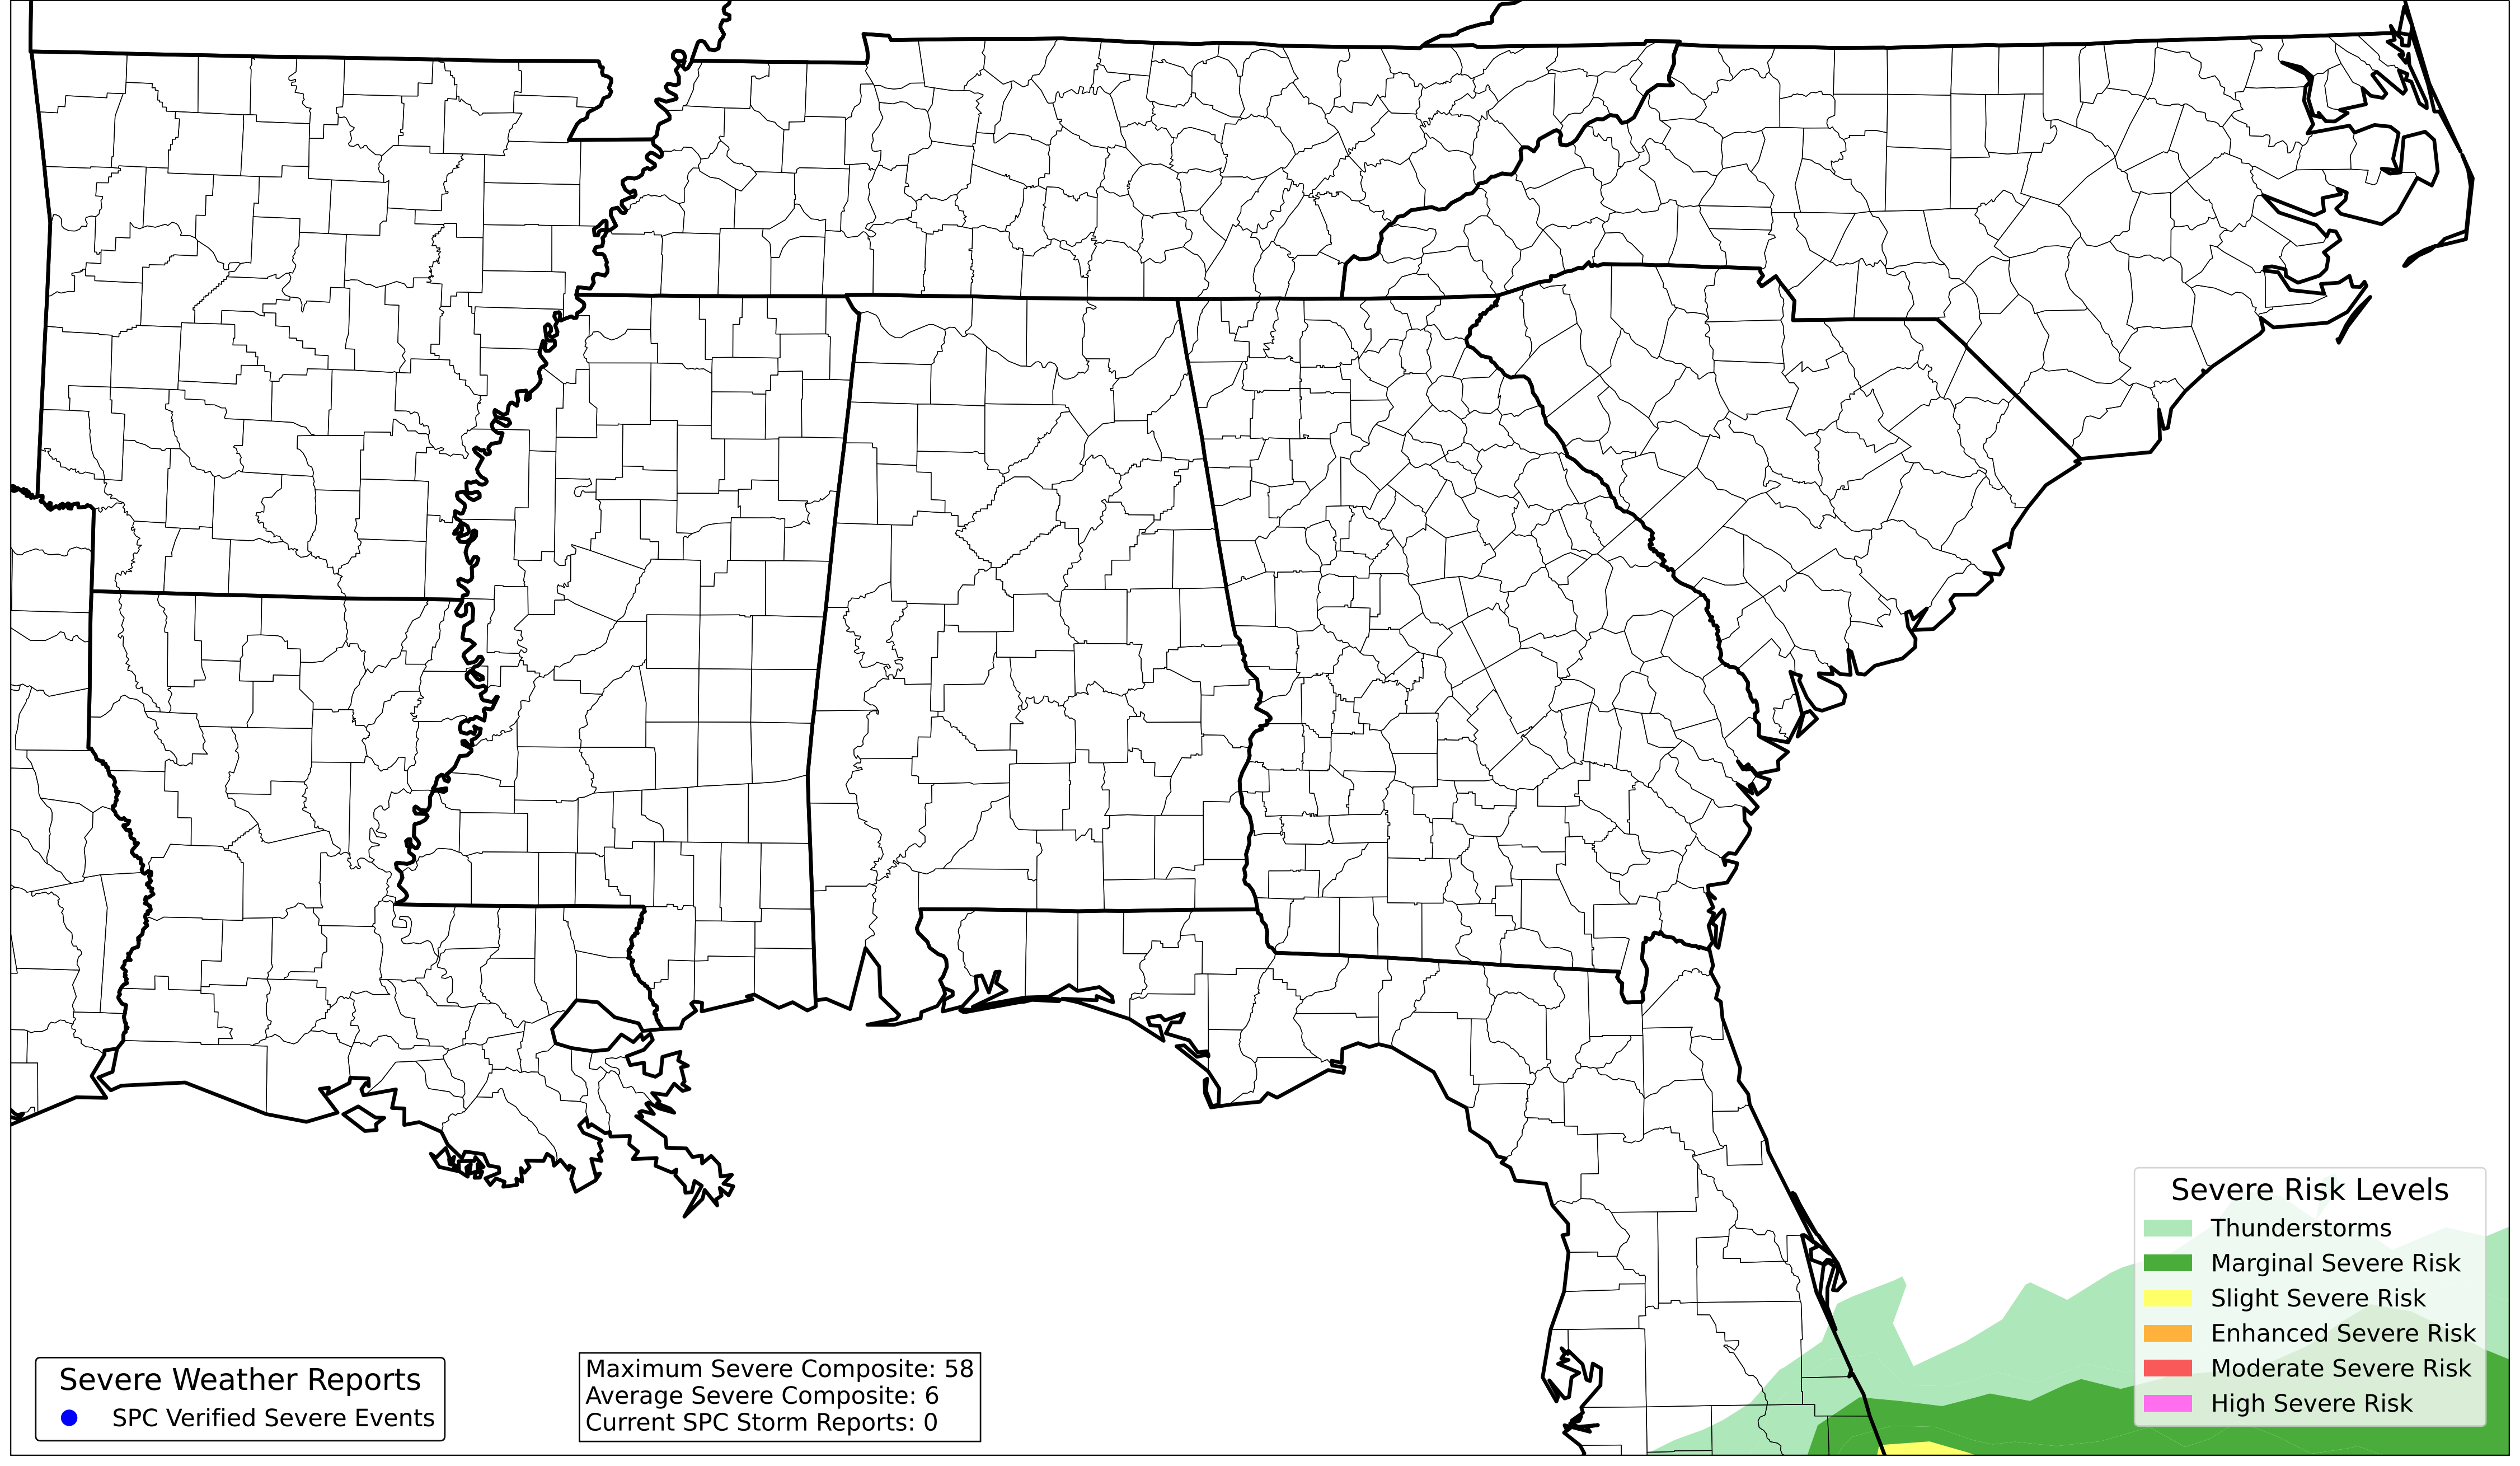 Severe Risk Levels
Thunderstorms
Marginal Severe Risk
Slight Severe Risk
Enhanced Severe Risk
Moderate Severe Risk
High Severe Risk
Severe Weather Reports
SPC Verified Severe Events
Maximum Severe Composite: 58
Average Severe Composite: 6
Current SPC Storm Reports: 0